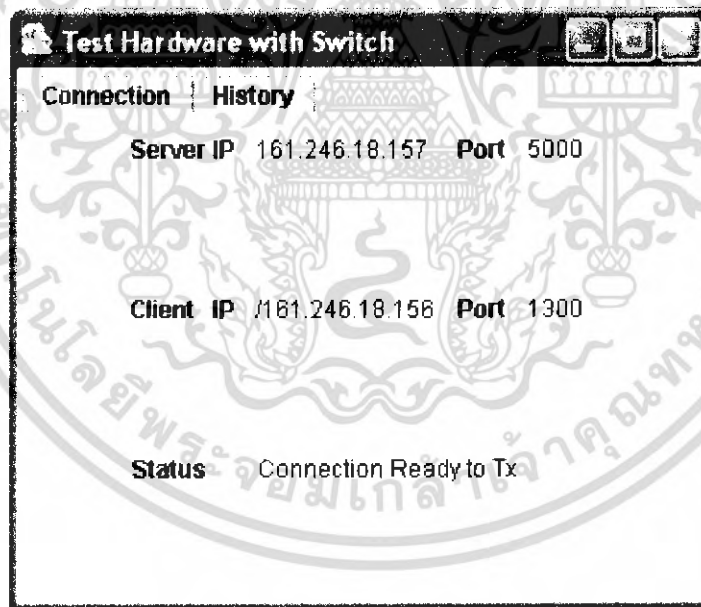 Test Hardware with Switch
Connection History
Server IP 161.246.18.157 Port 5000
Client IP /161.246.18.156 Port 1300
Status Connection Ready to Tx